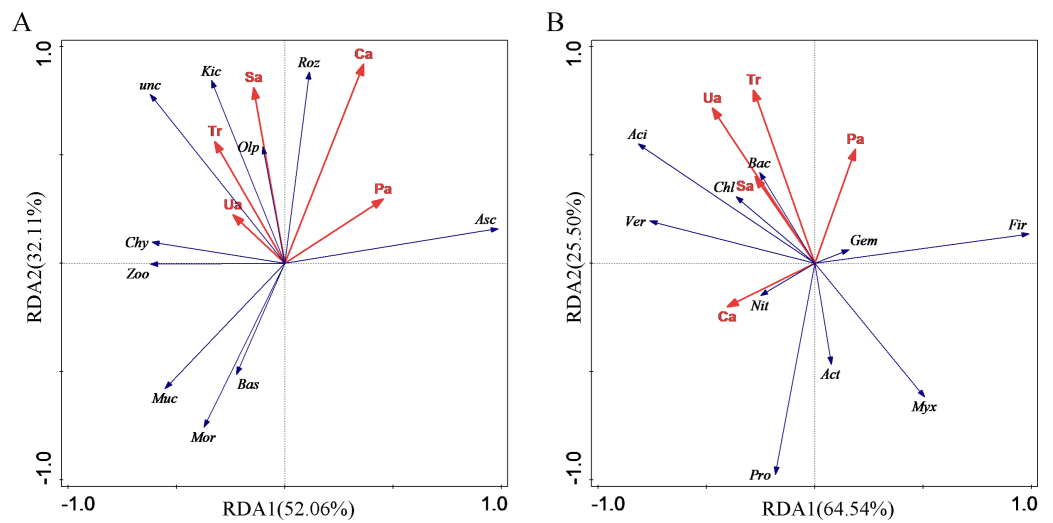 A
1.0
RDA2(32.11%)
-1.0
-1.0
RDA1(52.06%)
1.0
unc
Kic
Sa
Roz
Ca
Tr
Olp
Pa
Ua
Asc
Chy
Zoo
Muc
Bas
Mor
B
1.0
RDA2(25.50%)
-1.0
-1.0
RDA1(64.54%)
1.0
Ua
Tr
Aci
Pa
Bac
Chl
Sa
Ver
Gem
Fir
Ca
Nit
Act
Myx
Pro